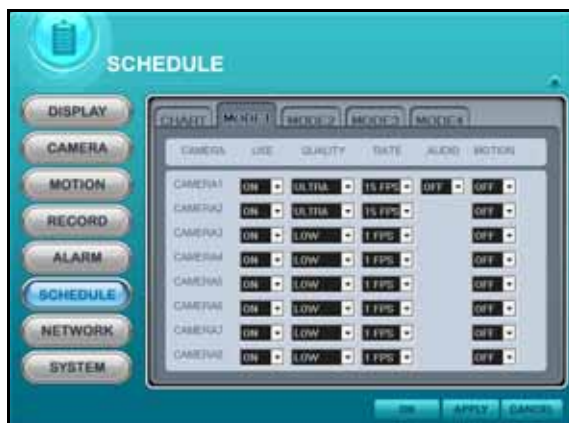 SCHEDULE
DISPLAY
CAMERA
MOTION
RECORD
ALARM
SCHEDULE
NETWORK
SYSTEM
CHART MODE1 MODE2 MODE3 MODE4
CAMERA USE QUALITY RATE AUDIO MOTION
CAMERA1 ON ULTRA 15 FPS OFF OFF
CAMERA2 ON ULTRA 15 FPS OFF
CAMERA3 ON LOW 1 FPS OFF
CAMERA4 ON LOW 1 FPS OFF
CAMERA5 ON LOW 1 FPS OFF
CAMERA6 ON LOW 1 FPS OFF
CAMERA7 ON LOW 1 FPS OFF
CAMERA8 ON LOW 1 FPS OFF
OK APPLY CANCEL